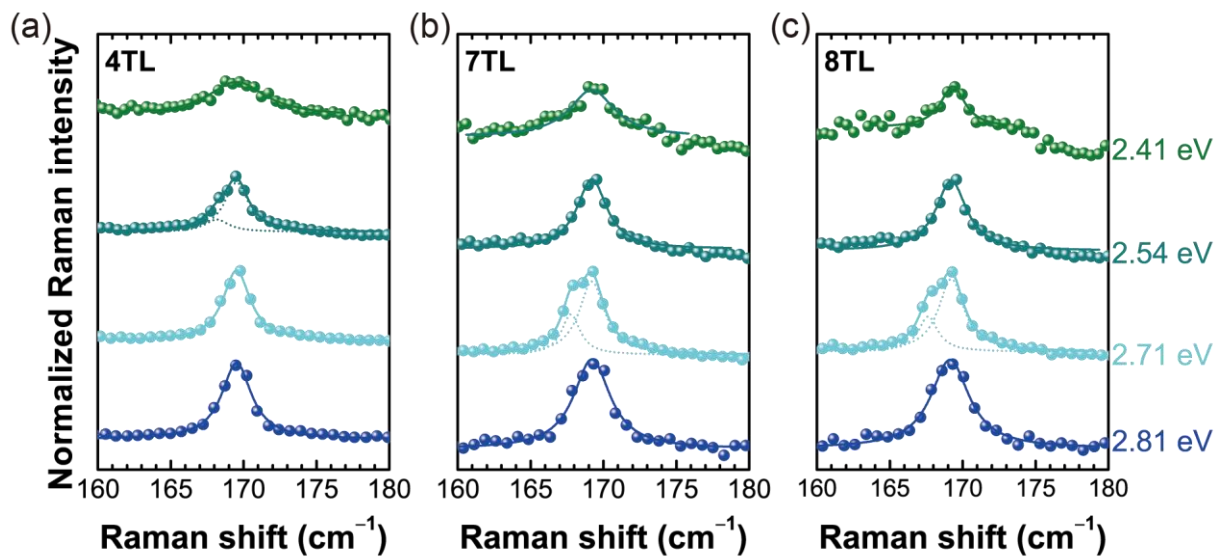 (a)
(b)
(c)
Normalized Raman intensity
4TL
7TL
8TL
2.41 eV
2.54 eV
2.71 eV
2.81 eV
160 165 170 175 180
160 165 170 175 180
160 165 170 175 180
Raman shift (cm⁻¹)
Raman shift (cm⁻¹)
Raman shift (cm⁻¹)